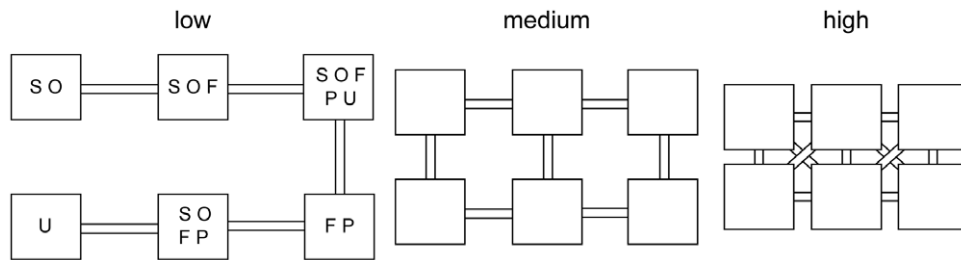 low
medium
high
S O
S O F
S O F
P U
U
S O
F P
F P